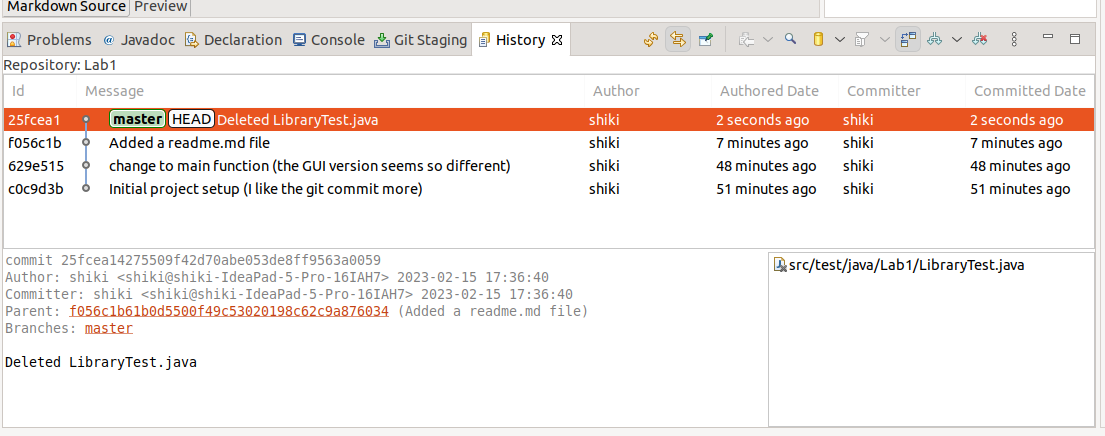 Markdown Source Preview
Problems @ Javadoc Declaration Console Git Staging History
Repository: Lab1
Id Message Author Authored Date Committer Committed Date
25fcea1 master HEAD Deleted LibraryTest.java shiki 2 seconds ago shiki 2 seconds ago
f056c1b Added a readme.md file shiki 7 minutes ago shiki 7 minutes ago
629e515 change to main function (the GUI version seems so different) shiki 48 minutes ago shiki 48 minutes ago
c0c9d3b Initial project setup (I like the git commit more) shiki 51 minutes ago shiki 51 minutes ago
commit 25fcea14275509f42d70abe053de8ff9563a0059
Author: shiki <shiki@shiki-IdeaPad-5-Pro-16IAH7> 2023-02-15 17:36:40
Committer: shiki <shiki@shiki-IdeaPad-5-Pro-16IAH7> 2023-02-15 17:36:40
Parent: f056c1b61b0d5500f49c53020198c62c9a876034 (Added a readme.md file)
Branches: master
Deleted LibraryTest.java
src/test/java/Lab1/LibraryTest.java